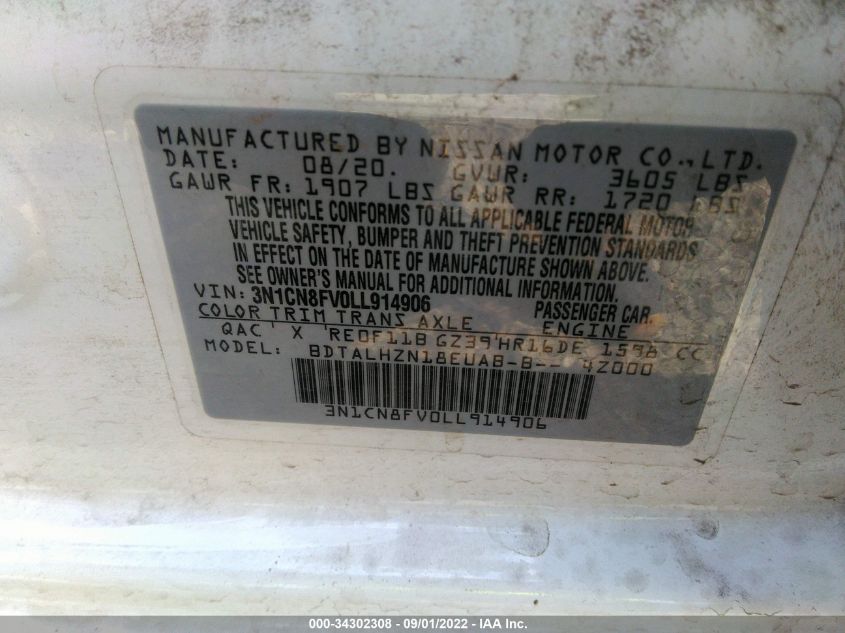 MANUFACTURED BY NISSAN MOTOR CO., LTD.
DATE: 08/20. GVWR: 3605 LBS
GAWR FR: 1907 LBS GAWR RR: 1720 LBS
THIS VEHICLE CONFORMS TO ALL APPLICABLE FEDERAL MOTOR
VEHICLE SAFETY, BUMPER AND THEFT PREVENTION STANDARDS
IN EFFECT ON THE DATE OF MANUFACTURE SHOWN ABOVE.
SEE OWNER'S MANUAL FOR ADDITIONAL INFORMATION.
VIN: 3N1CN8FV0LL914906 PASSENGER CAR.
COLOR TRIM TRANS AXLE ENGINE
QAC ' X ' RE0F11B GZ39 ' HR16DE 1598 CC
MODEL: BDTALHZN18EUAB-B-- 4Z000
3N1CN8FV0LL914906
000-34302308 - 09/01/2022 - IAA Inc.